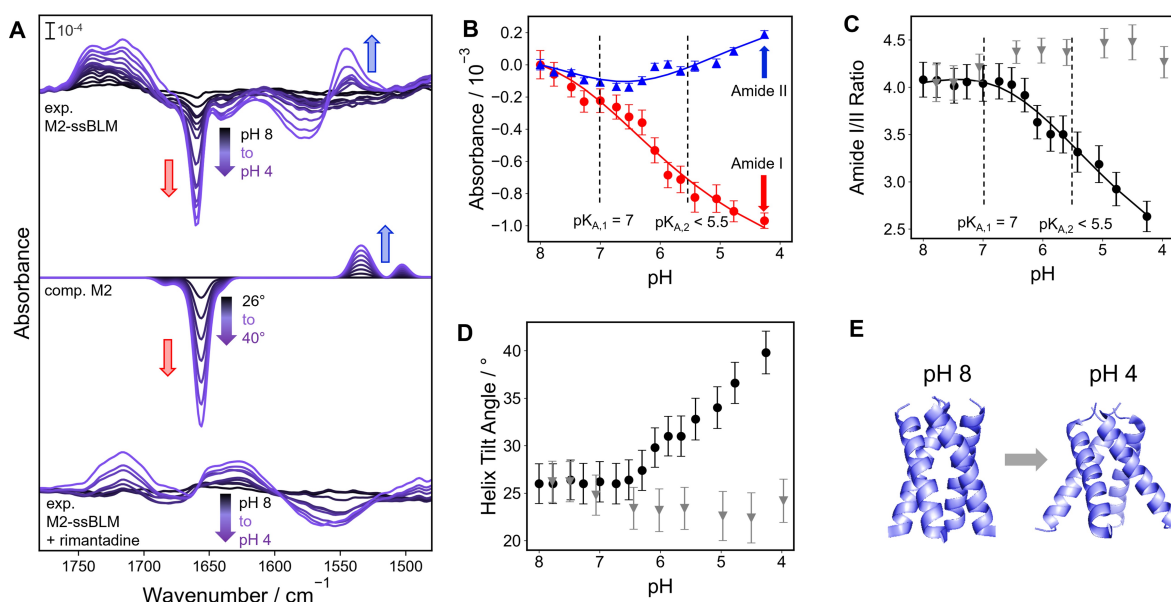 A
10⁻⁴
exp.
M2-ssBLM
pH 8
to
pH 4
comp. M2
26°
to
40°
exp.
M2-ssBLM
+ rimantadine
pH 8
to
pH 4
Absorbance
1750 1700 1650 1600 1550 1500
Wavenumber / cm⁻¹
B
0.2
0.0
−0.2
−0.4
−0.6
−0.8
−1.0
Absorbance / 10⁻³
Amide II
Amide I
pK_A,1 = 7
pK_A,2 < 5.5
8 7 6 5 4
pH
C
4.5
4.0
3.5
3.0
2.5
Amide I/II Ratio
pK_A,1 = 7
pK_A,2 < 5.5
8 7 6 5 4
pH
D
40
35
30
25
20
Helix Tilt Angle / °
8 7 6 5 4
pH
E
pH 8
pH 4